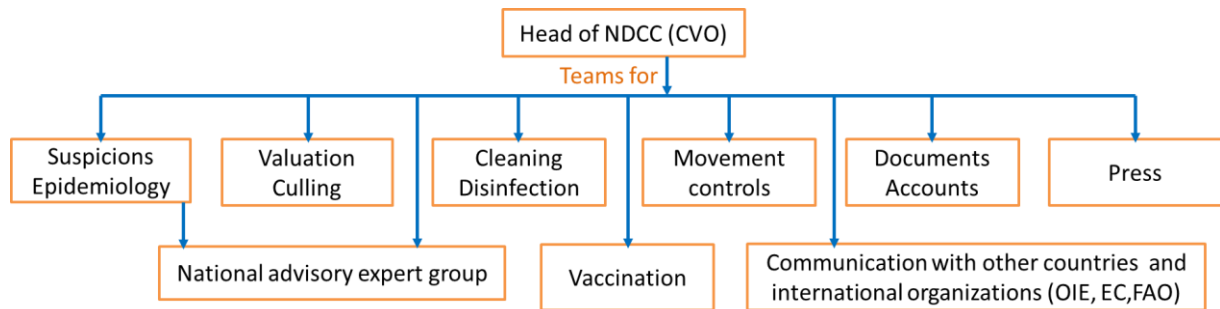 Head of NDCC (CVO)
Teams for
Suspicions
Epidemiology
Valuation
Culling
Cleaning
Disinfection
Movement
controls
Documents
Accounts
Press
National advisory expert group
Vaccination
Communication with other countries and
international organizations (OIE, EC,FAO)